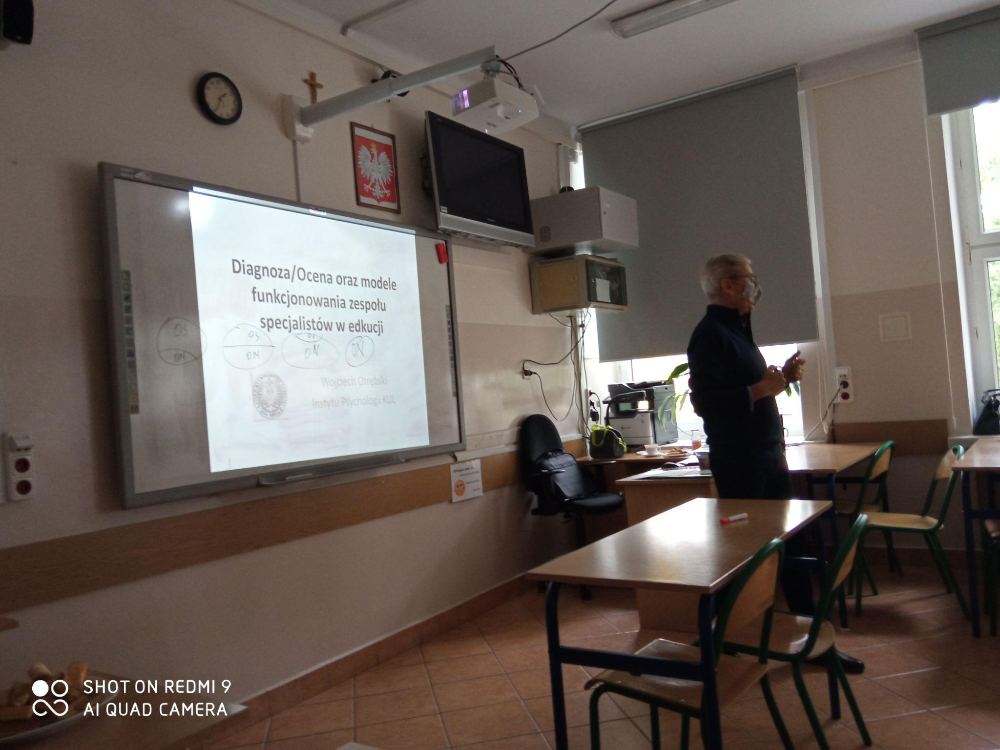 Diagnoza/Ocena oraz modele
funkcjonowania zespołu
specjalistów w edkucji
OS
ON
OS
ON
OS
ON
ON
Wojciech Otrębski
Instytu Psychologii KUL
SHOT ON REDMI 9
AI QUAD CAMERA